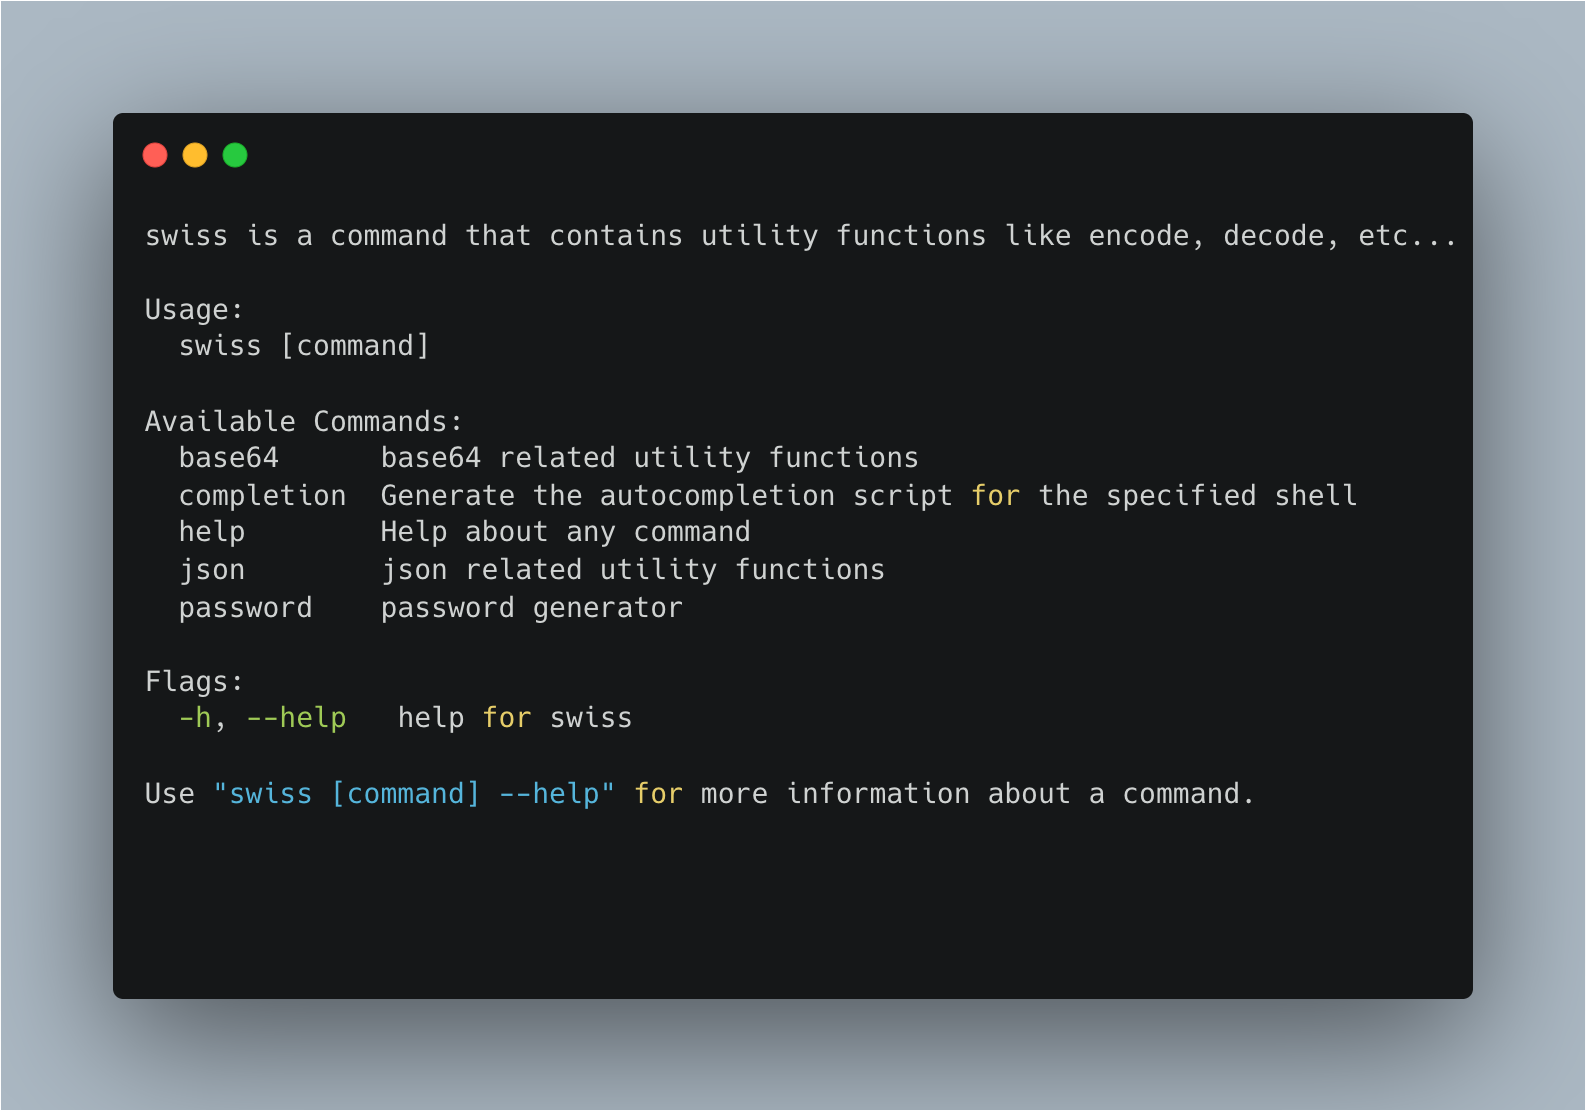 swiss is a command that contains utility functions like encode, decode, etc...
Usage:
swiss [command]
Available Commands:
base64 base64 related utility functions
completion Generate the autocompletion script for the specified shell
help Help about any command
json json related utility functions
password password generator
Flags:
-h, --help help for swiss
Use "swiss [command] --help" for more information about a command.